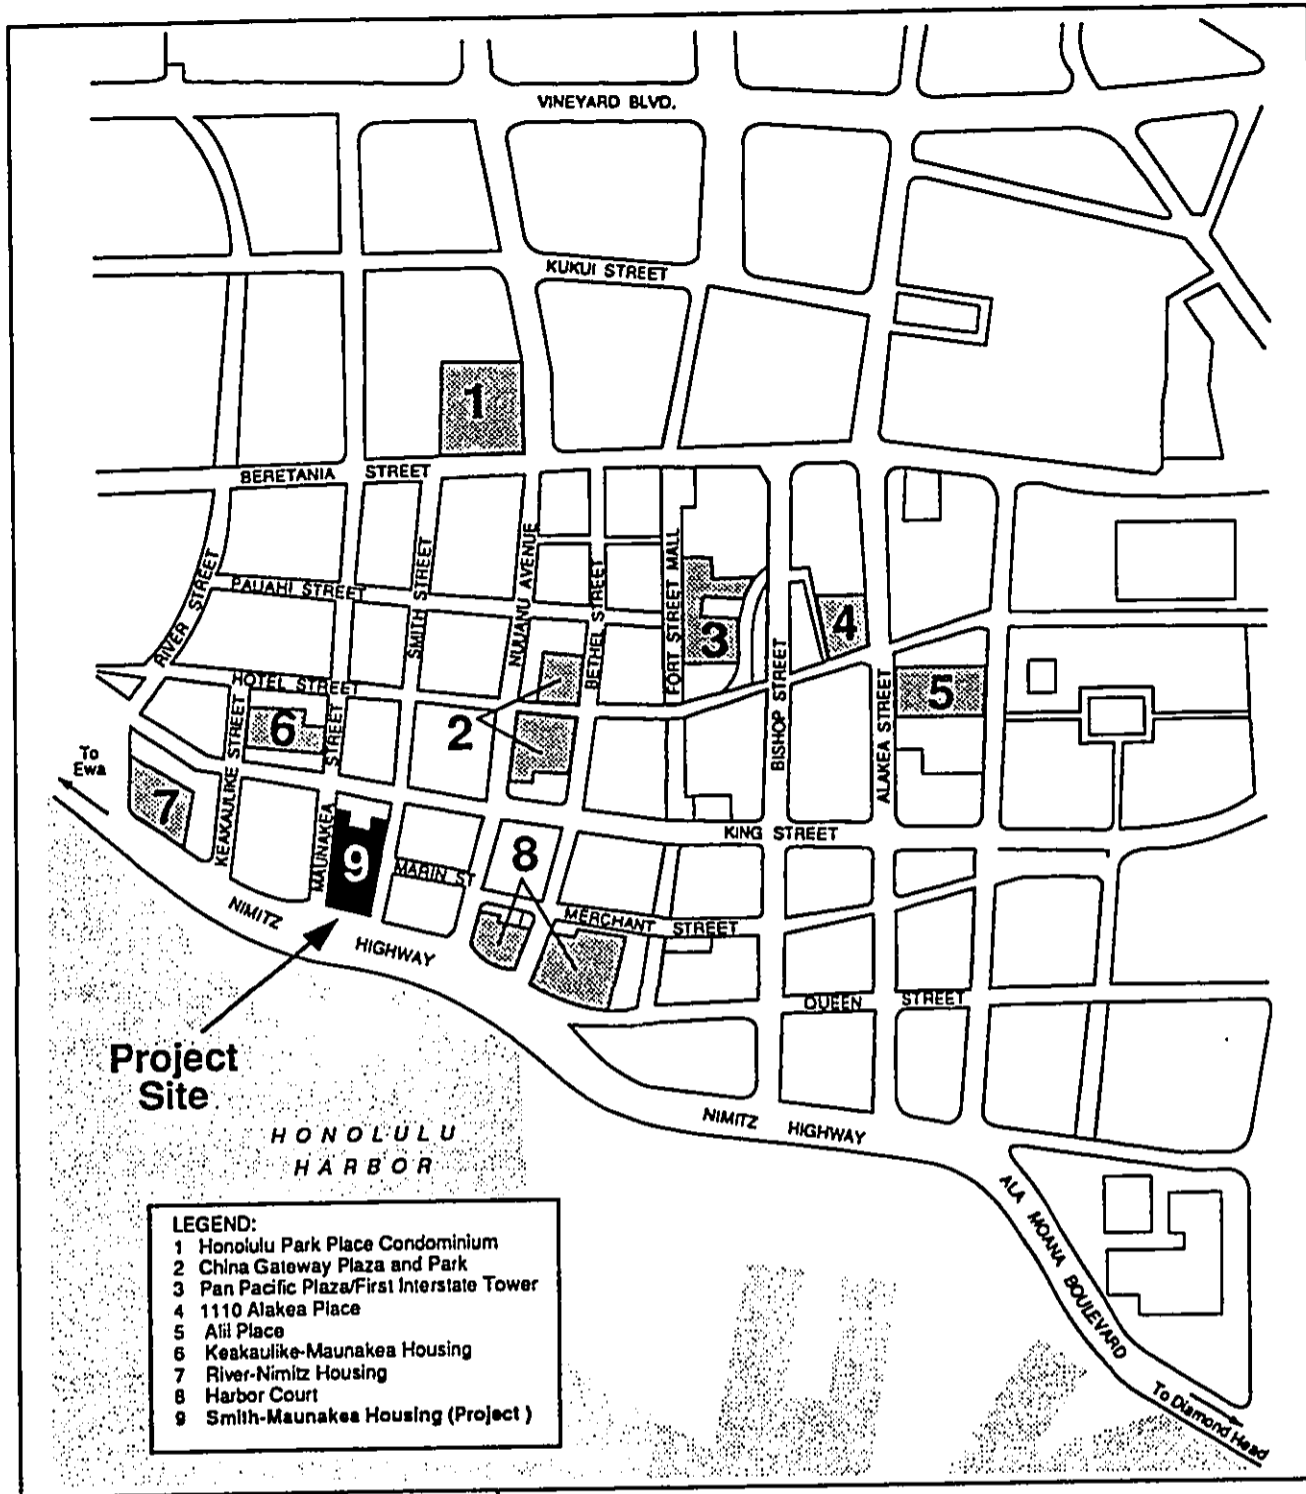 VINEYARD BLVD.
KUKUI STREET
1
BERETANIA STREET
RIVER STREET
PAUAHI STREET
SMITH STREET
NUUANU AVENUE
BETHEL STREET
FORT STREET MALL
3
BISHOP STREET
4
ALAKEA STREET
5
HOTEL STREET
KEAKAULIKE STREET
6
MAUNAKEA STREET
2
To
Ewa
7
KING STREET
9
MARIN ST
8
MERCHANT STREET
NIMITZ HIGHWAY
QUEEN STREET
Project
Site
HONOLULU
HARBOR
NIMITZ HIGHWAY
ALA MOANA BOULEVARD
To Diamond Head
LEGEND:
1 Honolulu Park Place Condominium
2 China Gateway Plaza and Park
3 Pan Pacific Plaza/First Interstate Tower
4 1110 Alakea Place
5 Alii Place
6 Keakaulike-Maunakea Housing
7 River-Nimitz Housing
8 Harbor Court
9 Smith-Maunakea Housing (Project )